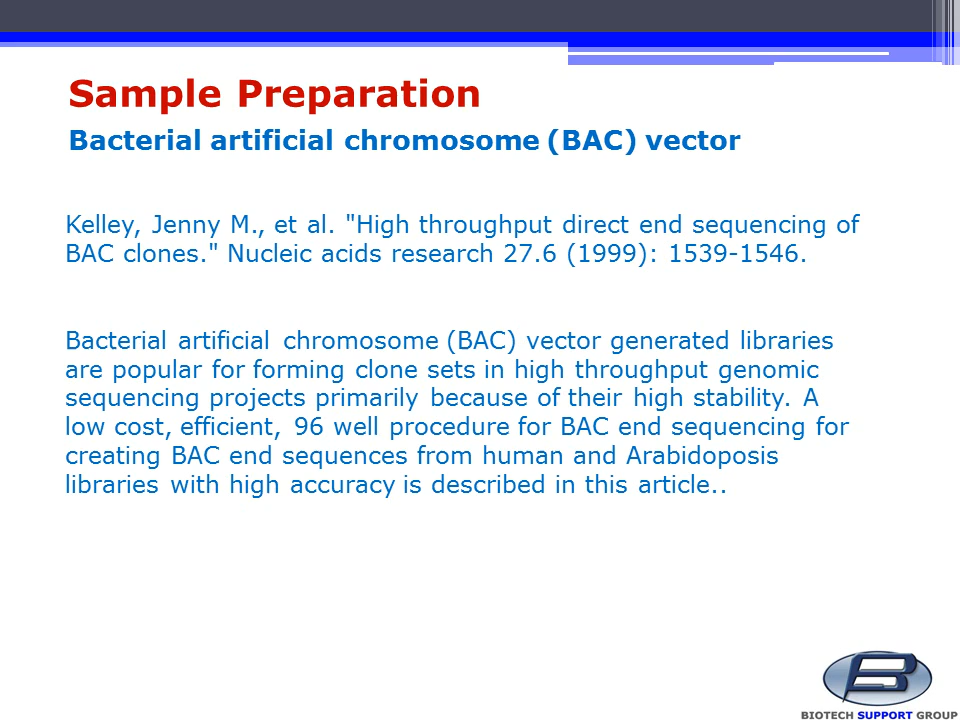 Sample Preparation
Bacterial artificial chromosome (BAC) vector
Kelley, Jenny M., et al. "High throughput direct end sequencing of
BAC clones." Nucleic acids research 27.6 (1999): 1539-1546.
Bacterial artificial chromosome (BAC) vector generated libraries
are popular for forming clone sets in high throughput genomic
sequencing projects primarily because of their high stability. A
low cost, efficient, 96 well procedure for BAC end sequencing for
creating BAC end sequences from human and Arabidoposis
libraries with high accuracy is described in this article..
BIOTECH SUPPORT GROUP